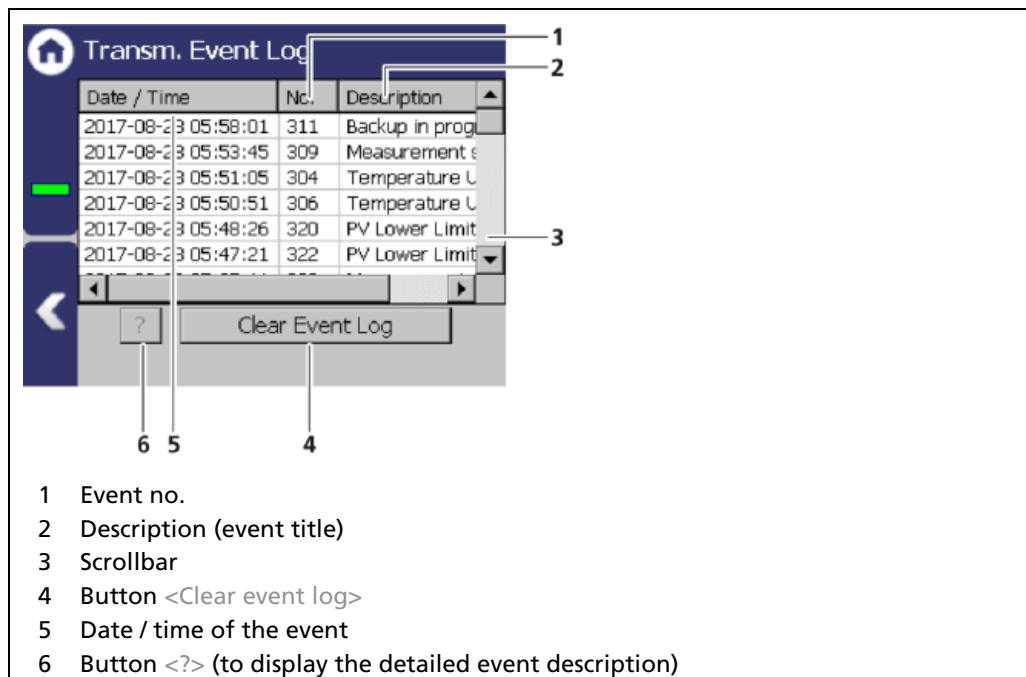 Transm. Event Log
1
2
Date / Time No. Description
2017-08-23 05:58:01 311 Backup in prog
2017-08-23 05:53:45 309 Measurement s
2017-08-23 05:51:05 304 Temperature U
2017-08-23 05:50:51 306 Temperature U
2017-08-23 05:48:26 320 PV Lower Limit
3
2017-08-23 05:47:21 322 PV Lower Limit
? Clear Event Log
6 5 4
1 Event no.
2 Description (event title)
3 Scrollbar
4 Button <Clear event log>
5 Date / time of the event
6 Button <?> (to display the detailed event description)